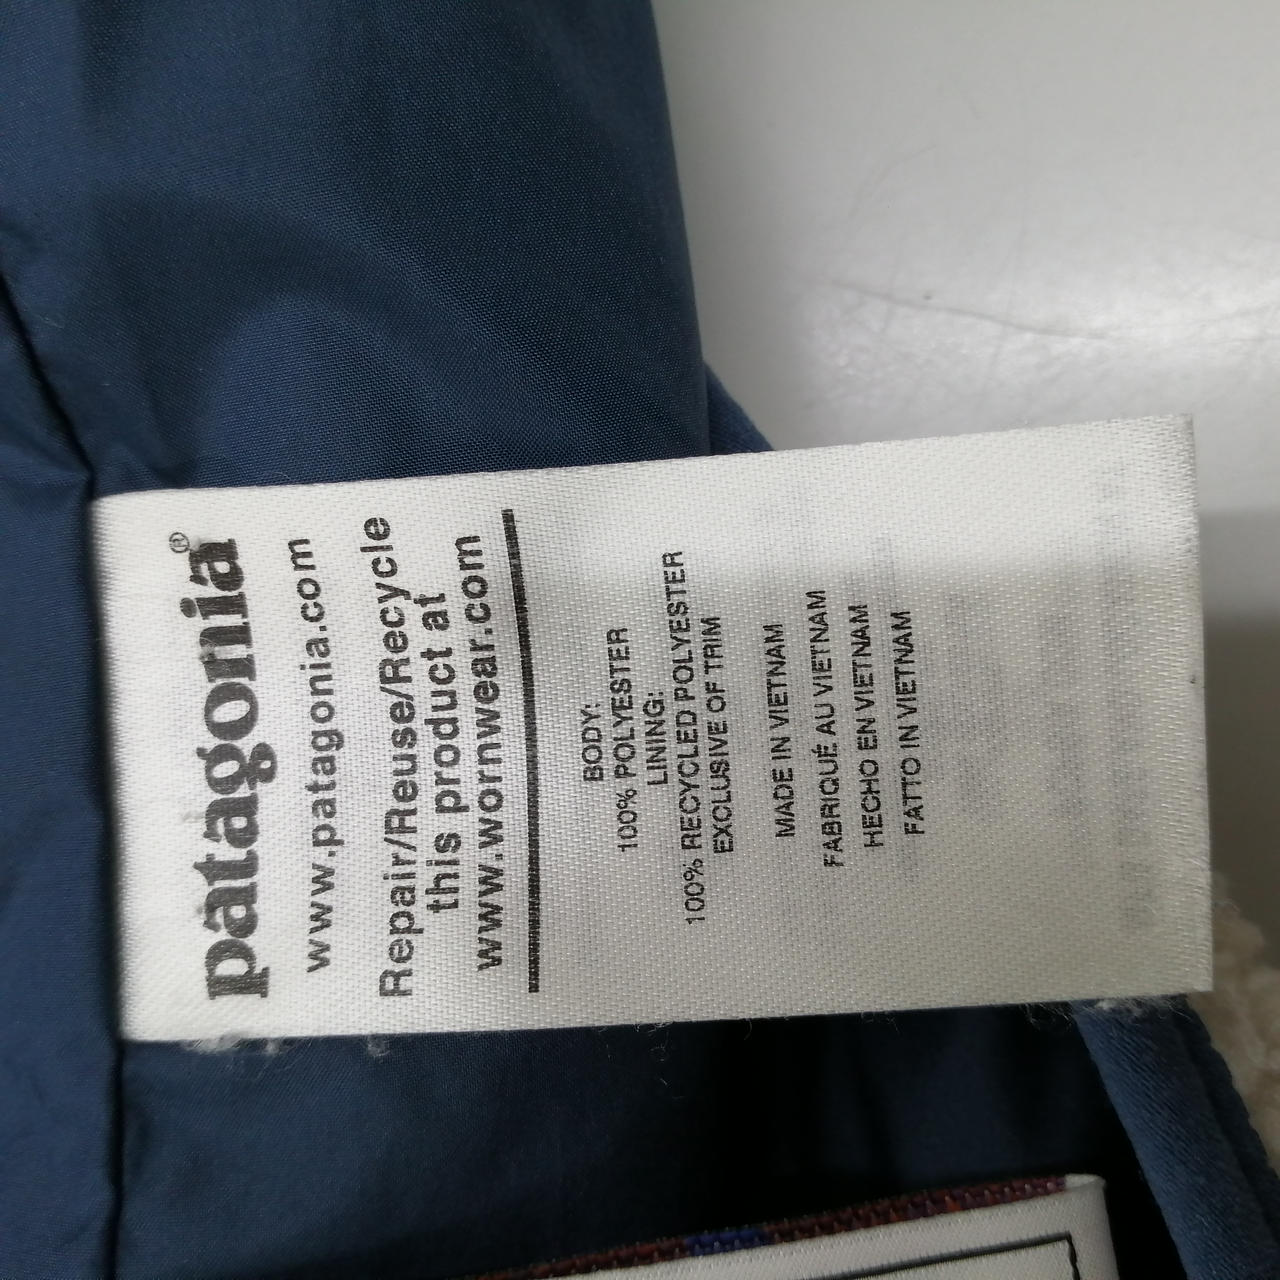 patagonia®
www.patagonia.com
Repair/Reuse/Recycle
this product at
www.wornwear.com
BODY:
100% POLYESTER
LINING:
100% RECYCLED POLYESTER
EXCLUSIVE OF TRIM
MADE IN VIETNAM
FABRIQUÉ AU VIETNAM
HECHO EN VIETNAM
FATTO IN VIETNAM